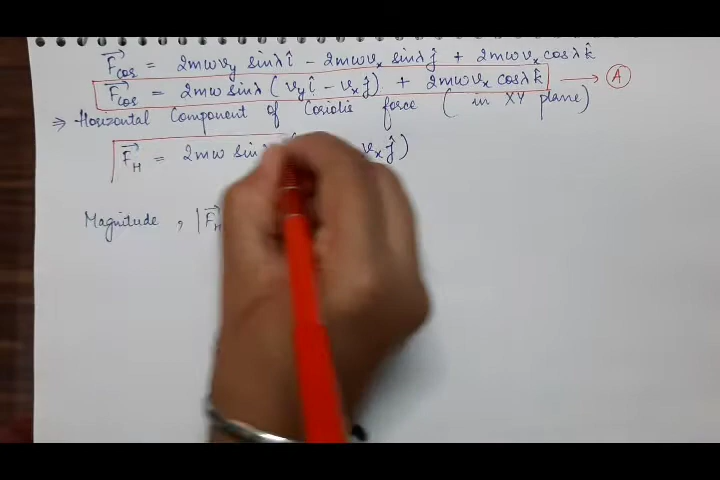 F⃗cos = 2mωvy sinλ î - 2mωvx sinλ ĵ + 2mωvx cosλ k̂
F⃗cos = 2mω sinλ ( vy î - vx ĵ ) + 2mωvx cosλ k̂ → A
⇒ Horizontal Component of Coriolis force ( in XY plane )
F⃗H = 2mω sin vx ĵ )
Magnitude , | F⃗H